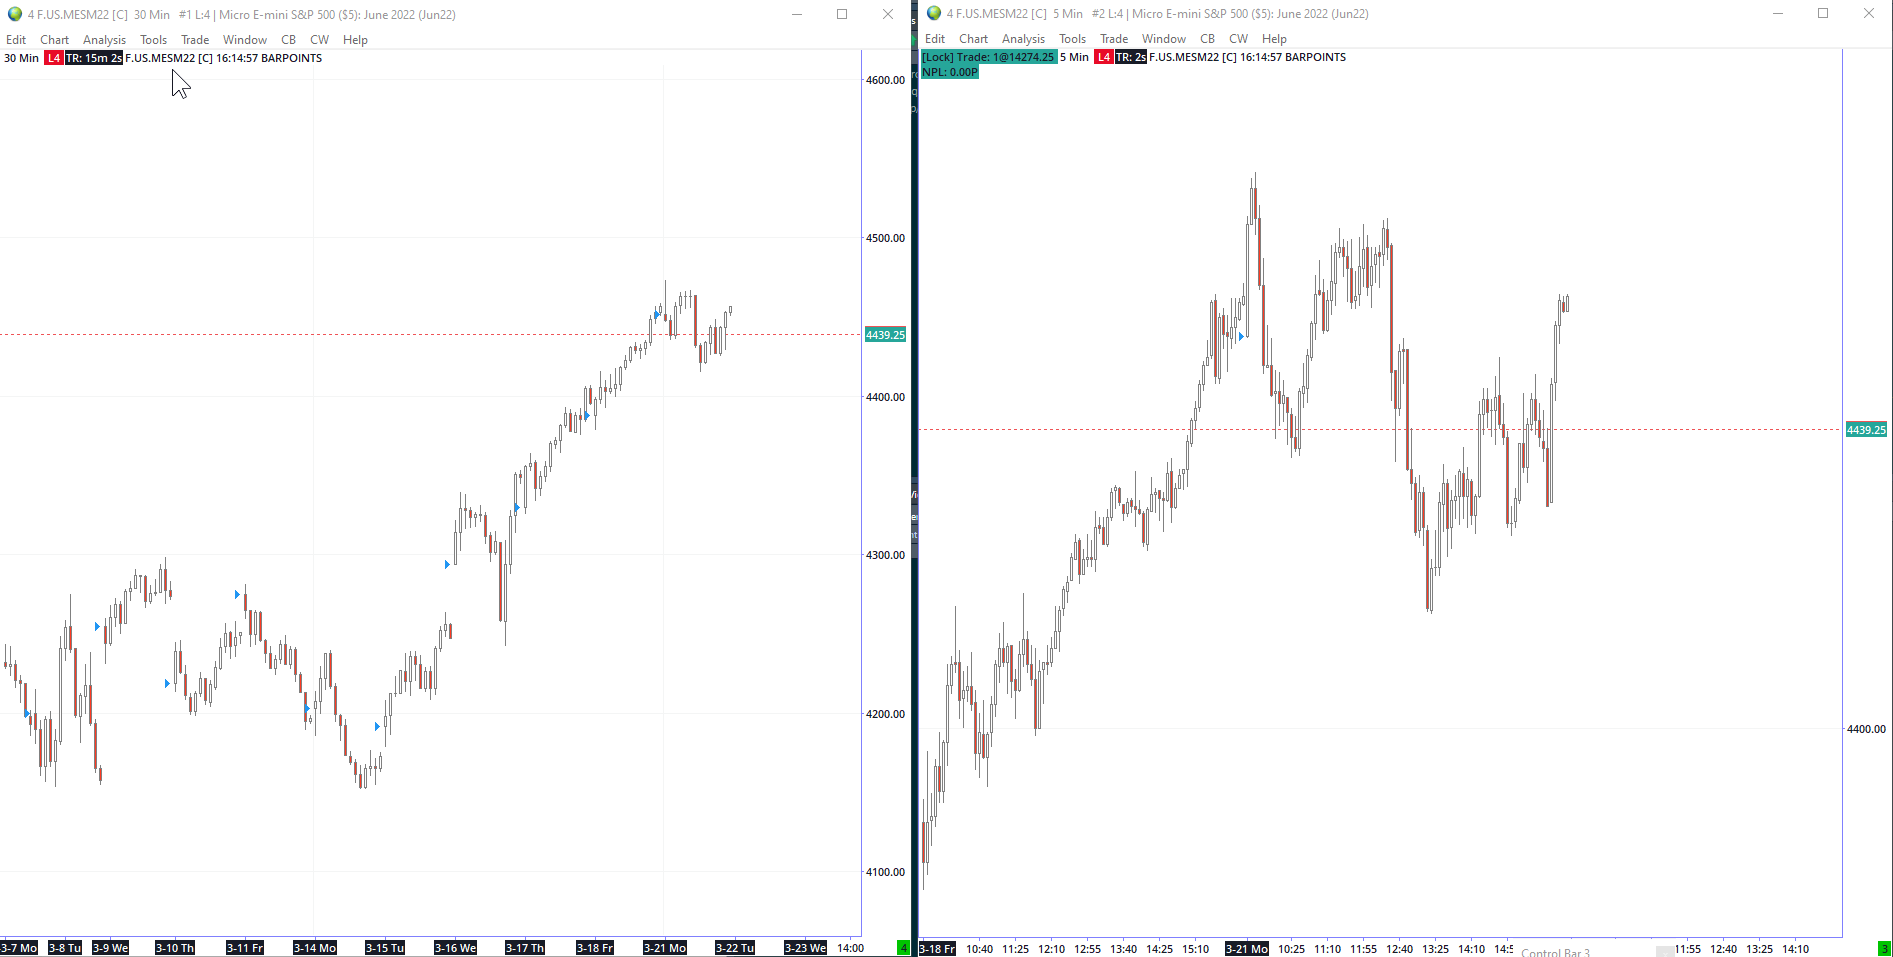 4 F.US.MESM22 [C]  30 Min  #1 L:4 | Micro E-mini S&P 500 ($5): June 2022 (Jun22)
Edit Chart Analysis Tools Trade Window CB CW Help
30 Min L4 TR: 15m 2s F.US.MESM22 [C] 16:14:57 BARPOINTS
4600.00
4500.00
4439.25
4400.00
4300.00
4200.00
4100.00
3-7 Mo 3-8 Tu 3-9 We 3-10 Th 3-11 Fr 3-14 Mo 3-15 Tu 3-16 We 3-17 Th 3-18 Fr 3-21 Mo 3-22 Tu 3-23 We 14:00 4
4 F.US.MESM22 [C]  5 Min  #2 L:4 | Micro E-mini S&P 500 ($5): June 2022 (Jun22)
Edit Chart Analysis Tools Trade Window CB CW Help
[Lock] Trade: 1@14274.25 5 Min L4 TR: 2s F.US.MESM22 [C] 16:14:57 BARPOINTS
NPL: 0.00P
4439.25
4400.00
3-18 Fr 10:40 11:25 12:10 12:55 13:40 14:25 15:10 3-21 Mo 10:25 11:10 11:55 12:40 13:25 14:10 11:55 12:40 13:25 14:10 3
Control Bar 3